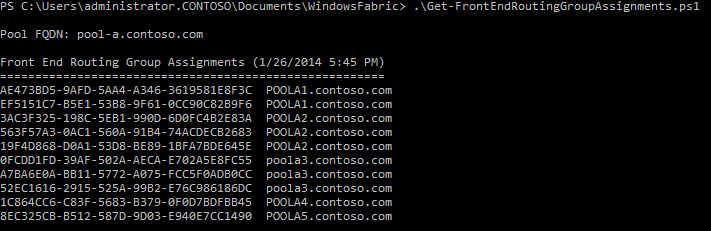 PS C:\Users\administrator.CONTOSO\Documents\WindowsFabric> .\Get-FrontEndRoutingGroupAssignments.ps1
Pool FQDN: pool-a.contoso.com
Front End Routing Group Assignments (1/26/2014 5:45 PM)
=======================================================
AE473BD5-9AFD-5AA4-A346-3619581E8F3C  POOLA1.contoso.com
EF5151C7-B5E1-53B8-9F61-0CC90C82B9F6  POOLA1.contoso.com
3AC3F325-198C-5EB1-990D-6D0FC4B2E83A  POOLA2.contoso.com
563F57A3-0AC1-560A-91B4-74ACDECB2683  POOLA2.contoso.com
19F4D868-D0A1-53D8-BE89-1BFA7BDE645E  POOLA2.contoso.com
0FCDD1FD-39AF-502A-AECA-E702A5E8FC55  poola3.contoso.com
A7BA6E0A-BB11-5772-A075-FCC5F0ADB0CC  poola3.contoso.com
52EC1616-2915-525A-99B2-E76C986186DC  poola3.contoso.com
1C864CC6-C83F-5683-B379-0F0D7BDFBB45  POOLA4.contoso.com
8EC325CB-B512-587D-9D03-E940E7CC1490  POOLA5.contoso.com